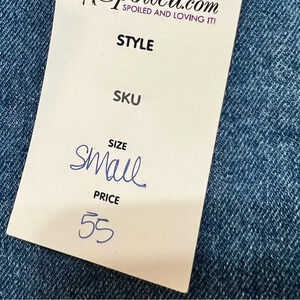 SPOILED AND LOVING IT!
STYLE
SKU
SIZE
small
PRICE
55